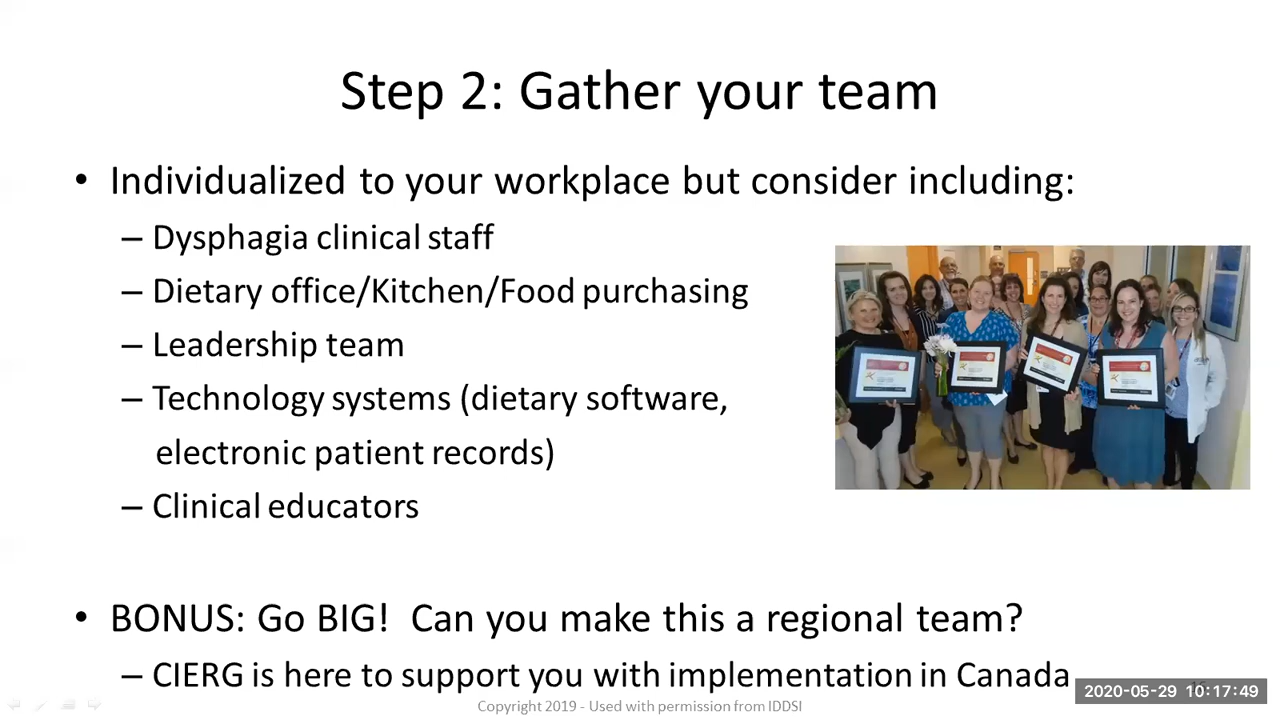 Step 2: Gather your team
• Individualized to your workplace but consider including:
– Dysphagia clinical staff
– Dietary office/Kitchen/Food purchasing
– Leadership team
– Technology systems (dietary software,
electronic patient records)
– Clinical educators
• BONUS: Go BIG!  Can you make this a regional team?
– CIERG is here to support you with implementation in Canada
2020-05-29 10:17:49
Copyright 2019 - Used with permission from IDDSI